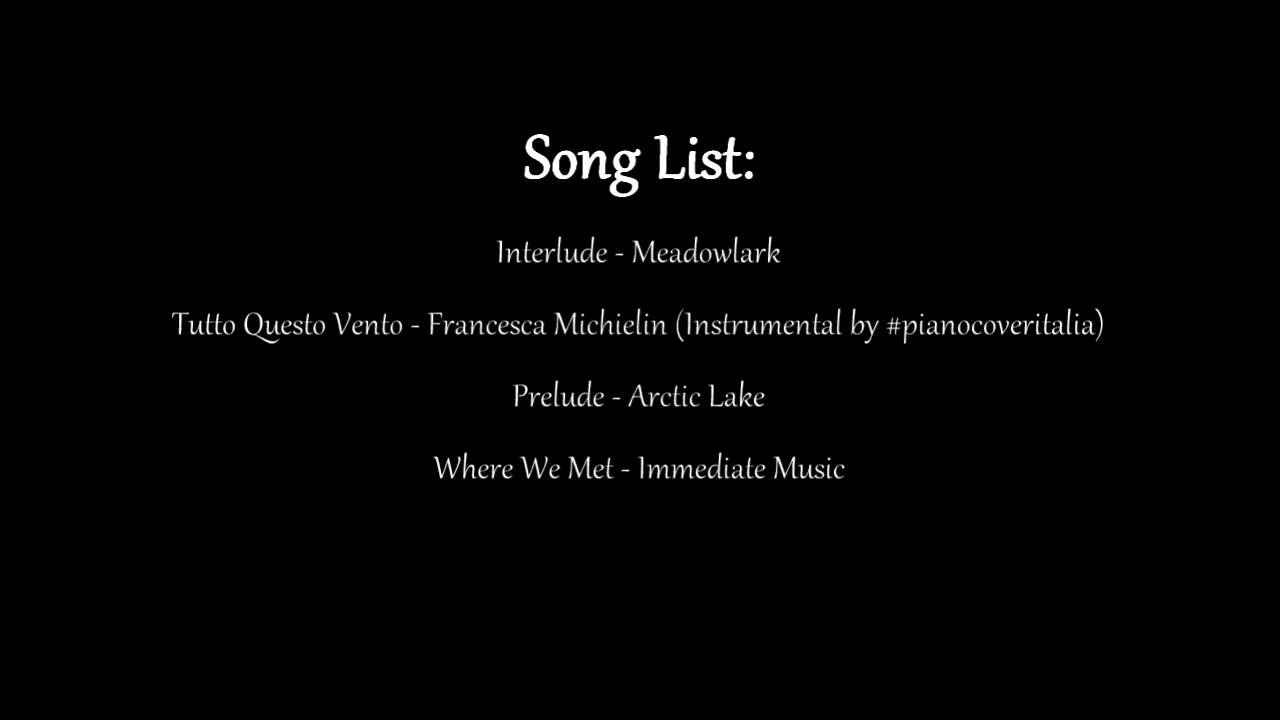 Song List:
Interlude - Meadowlark
Tutto Questo Vento - Francesca Michielin (Instrumental by #pianocoveritalia)
Prelude - Arctic Lake
Where We Met - Immediate Music